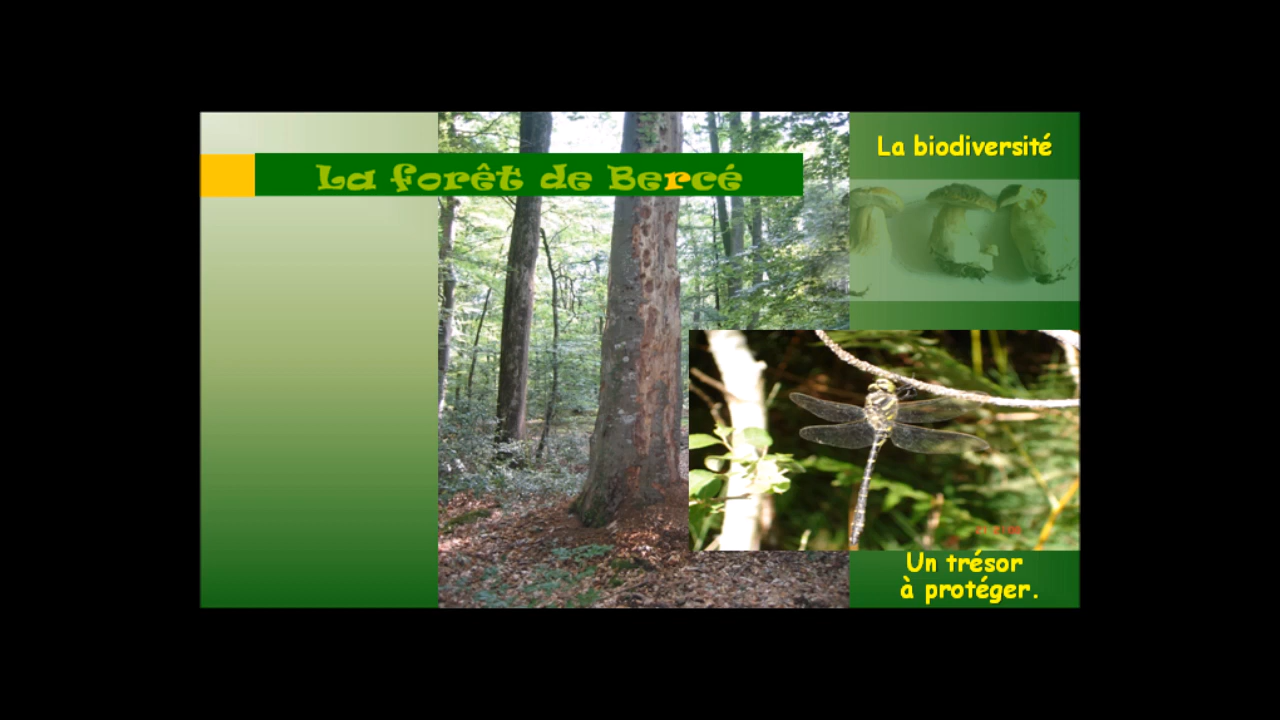 La forêt de Bercé
La biodiversité
Un trésor
à protéger.